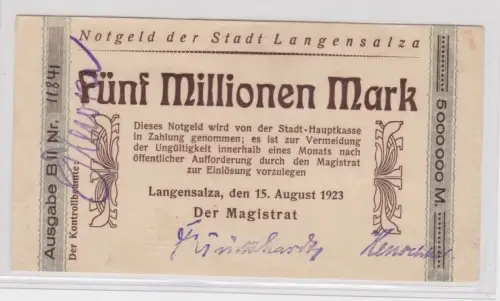 Notgeld der Stadt Langensalza
Fünf Millionen Mark
Dieses Notgeld wird von der Stadt-Hauptkasse
in Zahlung genommen; es ist zur Vermeidung
der Ungültigkeit innerhalb eines Monats nach
öffentlicher Aufforderung durch den Magistrat
zur Einlösung vorzulegen
Langensalza, den 15. August 1923
Der Magistrat
Ausgabe B II Nr. 11841
Der Kontrollbeamte:
5000000 M.